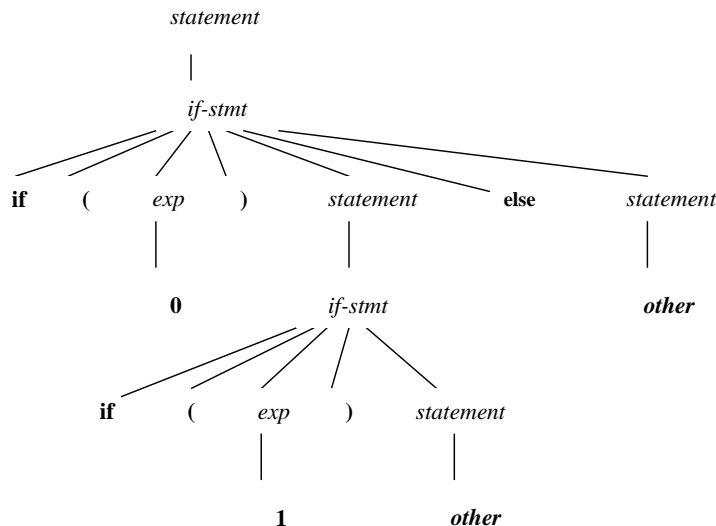 statement
if-stmt
if ( exp ) statement else statement
0 if-stmt other
if ( exp ) statement
1 other